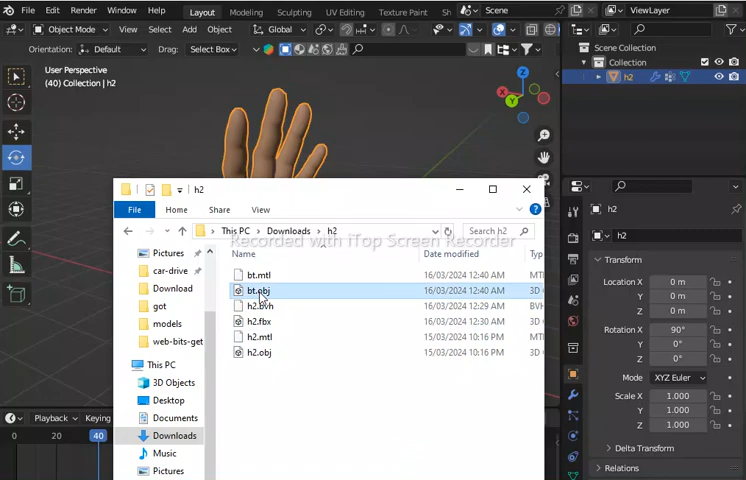 File Edit Render Window Help Layout Modeling Sculpting UV Editing Texture Paint Sh Scene ViewLayer
Object Mode View Select Add Object Global
Orientation: Default Drag: Select Box
User Perspective
(40) Collection | h2
Scene Collection
Collection
h2
h2
File Home Share View
This PC Downloads h2 Search h2
Recorded with iTop Screen Recorder
Name Date modified Typ
Pictures
car-drive
Download
got
models
web-bits-get
This PC
3D Objects
Desktop
Documents
Downloads
Music
Pictures
bt.mtl 16/03/2024 12:40 AM MTL
bt.obj 16/03/2024 12:40 AM 3D
h2.bvh 16/03/2024 12:29 AM BVH
h2.fbx 16/03/2024 12:30 AM 3D
h2.mtl 15/03/2024 10:16 PM MTL
h2.obj 15/03/2024 10:16 PM 3D
h2
h2
Transform
Location X 0 m
Y 0 m
Z 0 m
Rotation X 90°
Y 0°
Z 0°
Mode XYZ Euler
Scale X 1.000
Y 1.000
Z 1.000
Delta Transform
Relations
Playback Keying
0 20 40